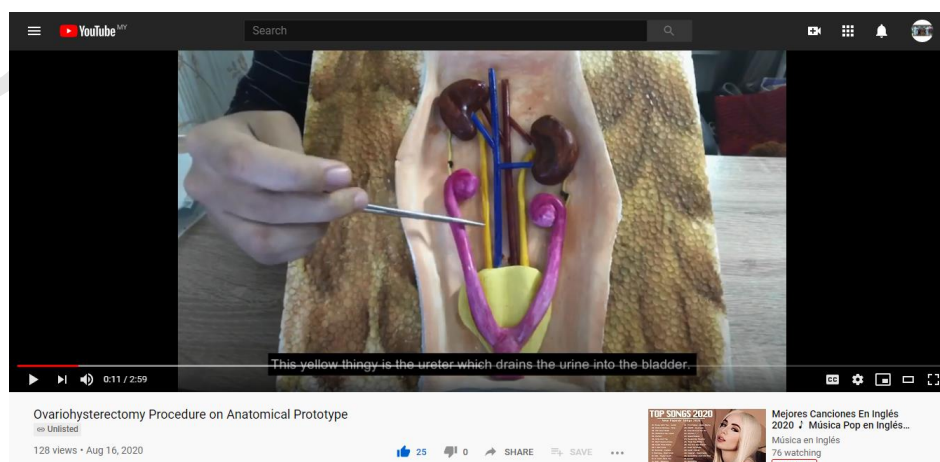 YouTube MY
Search
This yellow thingy is the ureter which drains the urine into the bladder.
0:11 / 2:59
CC
Ovariohysterectomy Procedure on Anatomical Prototype
Unlisted
128 views • Aug 16, 2020
25
0
SHARE
SAVE
TOP SONGS 2020
Mejores Canciones En Inglés
2020 ♪ Música Pop en Inglés...
Música en Inglés
76 watching